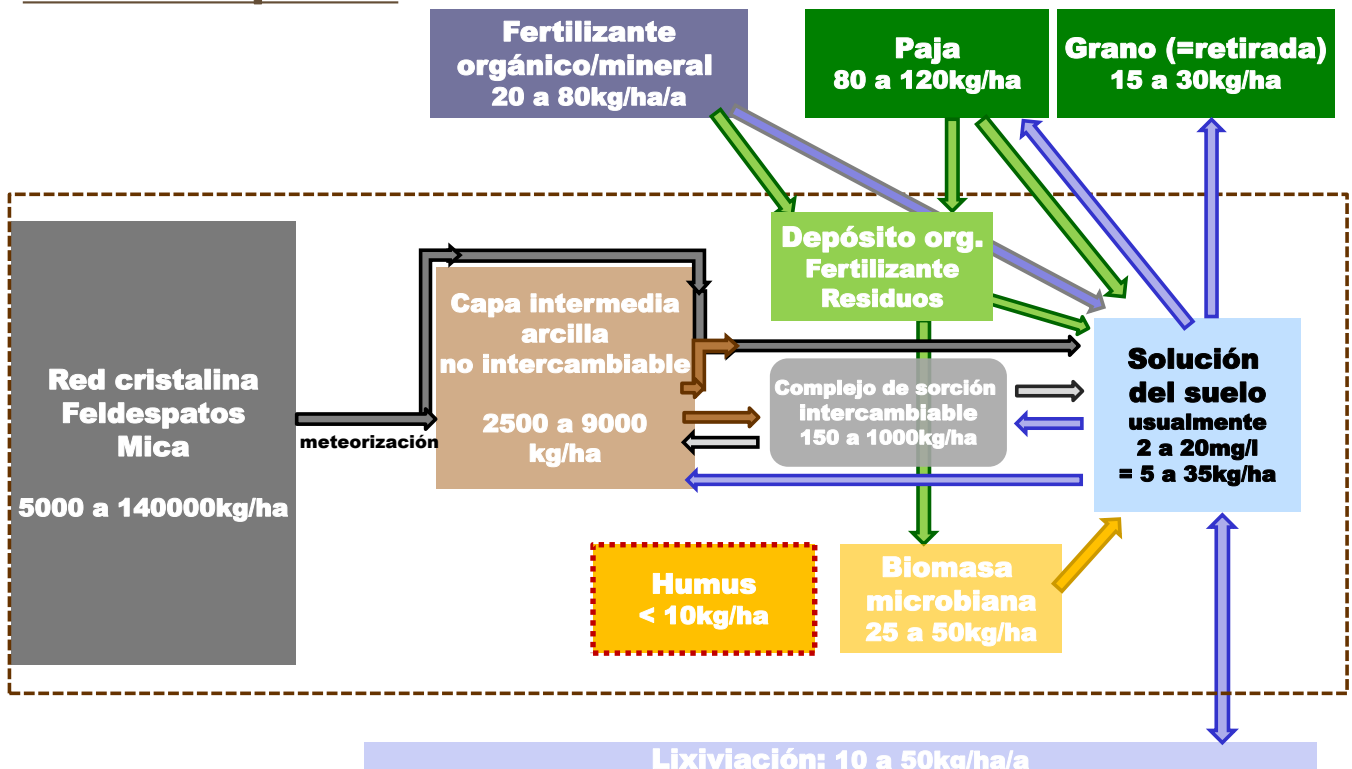 Fertilizante
orgánico/mineral
20 a 80kg/ha/a
Paja
80 a 120kg/ha
Grano (=retirada)
15 a 30kg/ha
Depósito org.
Fertilizante
Residuos
Red cristalina
Feldespatos
Mica
5000 a 140000kg/ha
meteorización
Capa intermedia
arcilla
no intercambiable
2500 a 9000
kg/ha
Complejo de sorción
intercambiable
150 a 1000kg/ha
Solución
del suelo
usualmente
2 a 20mg/l
= 5 a 35kg/ha
Humus
< 10kg/ha
Biomasa
microbiana
25 a 50kg/ha
Lixiviación: 10 a 50kg/ha/a